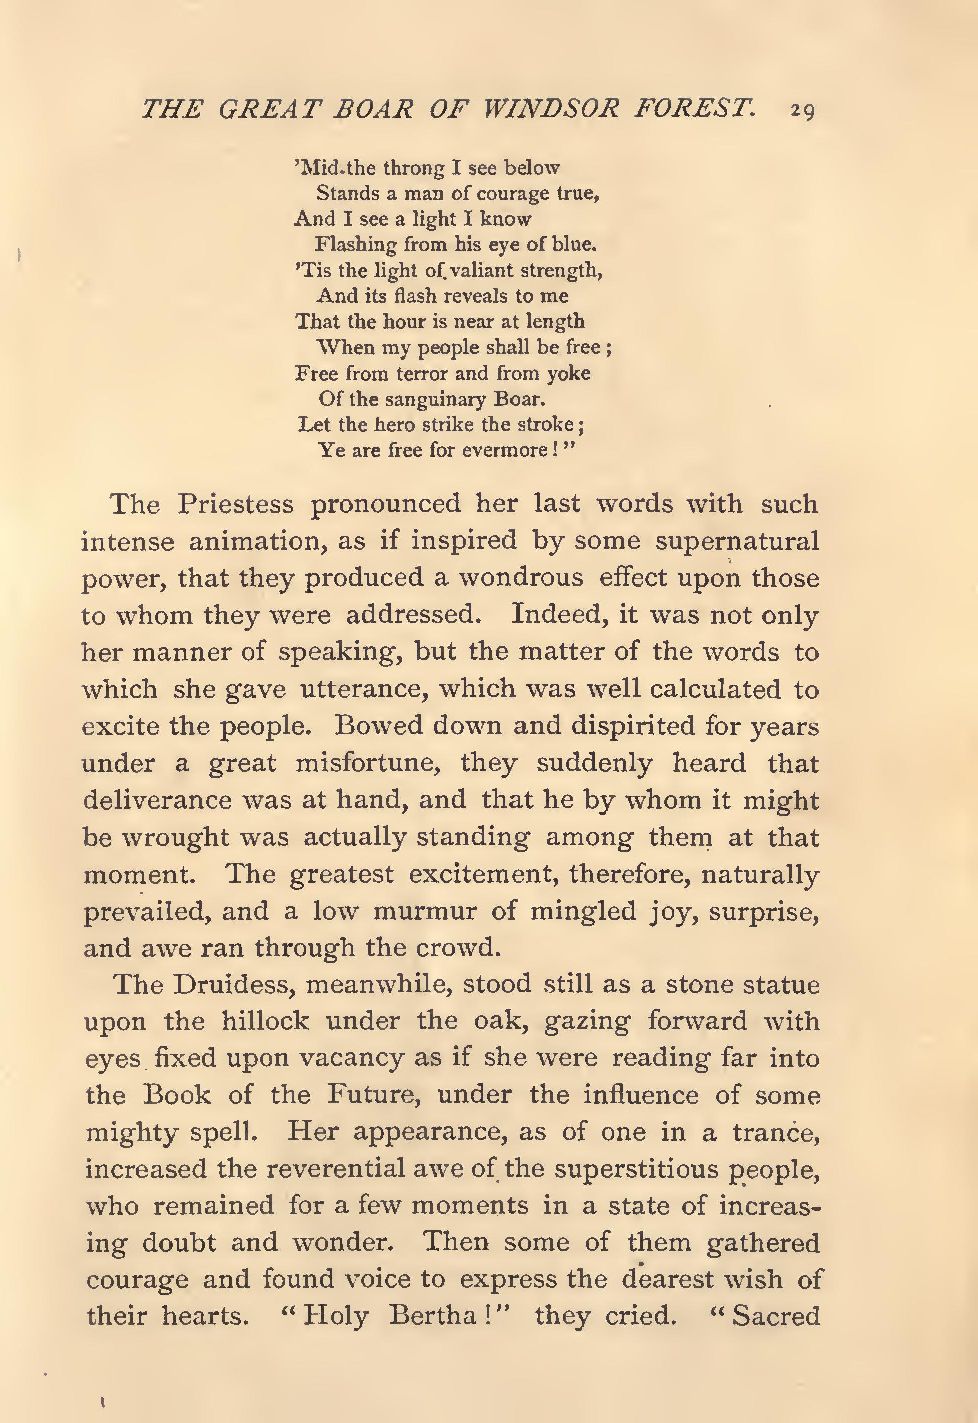 THE GREAT BOAR OF WINDSOR FOREST. 29
’Mid the throng I see below
Stands a man of courage true,
And I see a light I know
Flashing from his eye of blue.
’Tis the light of valiant strength,
And its flash reveals to me
That the hour is near at length
When my people shall be free ;
Free from terror and from yoke
Of the sanguinary Boar.
Let the hero strike the stroke ;
Ye are free for evermore ! ”
The Priestess pronounced her last words with such
intense animation, as if inspired by some supernatural
power, that they produced a wondrous effect upon those
to whom they were addressed. Indeed, it was not only
her manner of speaking, but the matter of the words to
which she gave utterance, which was well calculated to
excite the people. Bowed down and dispirited for years
under a great misfortune, they suddenly heard that
deliverance was at hand, and that he by whom it might
be wrought was actually standing among them at that
moment. The greatest excitement, therefore, naturally
prevailed, and a low murmur of mingled joy, surprise,
and awe ran through the crowd.
The Druidess, meanwhile, stood still as a stone statue
upon the hillock under the oak, gazing forward with
eyes fixed upon vacancy as if she were reading far into
the Book of the Future, under the influence of some
mighty spell. Her appearance, as of one in a trance,
increased the reverential awe of the superstitious people,
who remained for a few moments in a state of increas-
ing doubt and wonder. Then some of them gathered
courage and found voice to express the dearest wish of
their hearts. “ Holy Bertha ! ” they cried. “ Sacred